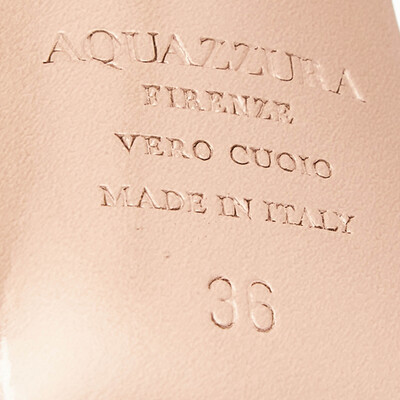 AQUAZZURA
FIRENZE
VERO CUOIO
MADE IN ITALY
36